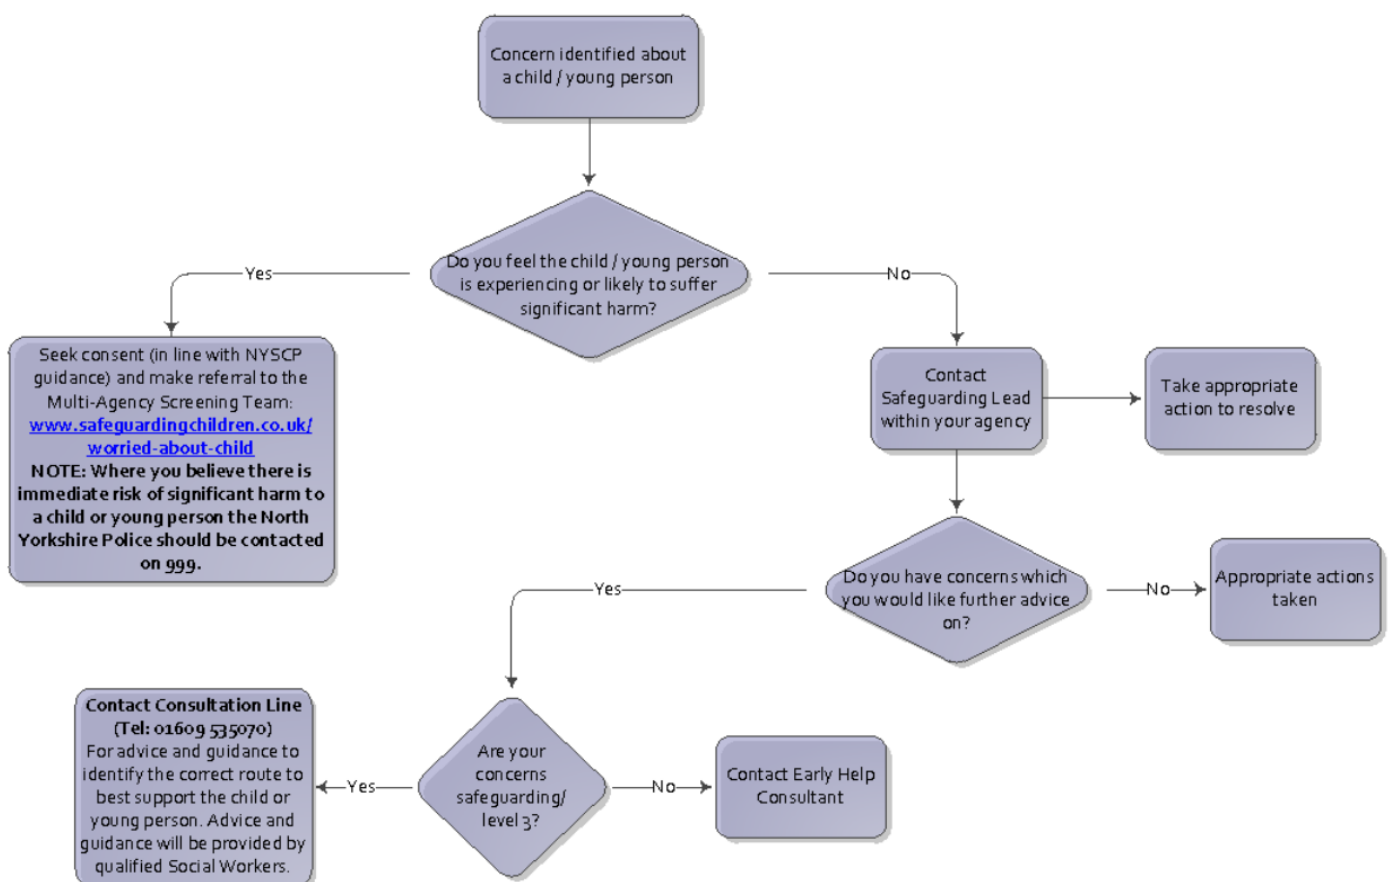 Concern identified about
a child / young person
Do you feel the child / young person
is experiencing or likely to suffer
significant harm?
Yes
No
Seek consent (in line with NYSCP
guidance) and make referral to the
Multi-Agency Screening Team:
www.safeguardingchildren.co.uk/
worried-about-child
NOTE: Where you believe there is
immediate risk of significant harm to
a child or young person the North
Yorkshire Police should be contacted
on 999.
Contact
Safeguarding Lead
within your agency
Take appropriate
action to resolve
Do you have concerns which
you would like further advice
on?
Yes
No
Appropriate actions
taken
Are your
concerns
safeguarding/
level 3?
Yes
No
Contact Consultation Line
(Tel: 01609 535070)
For advice and guidance to
identify the correct route to
best support the child or
young person. Advice and
guidance will be provided by
qualified Social Workers.
Contact Early Help
Consultant